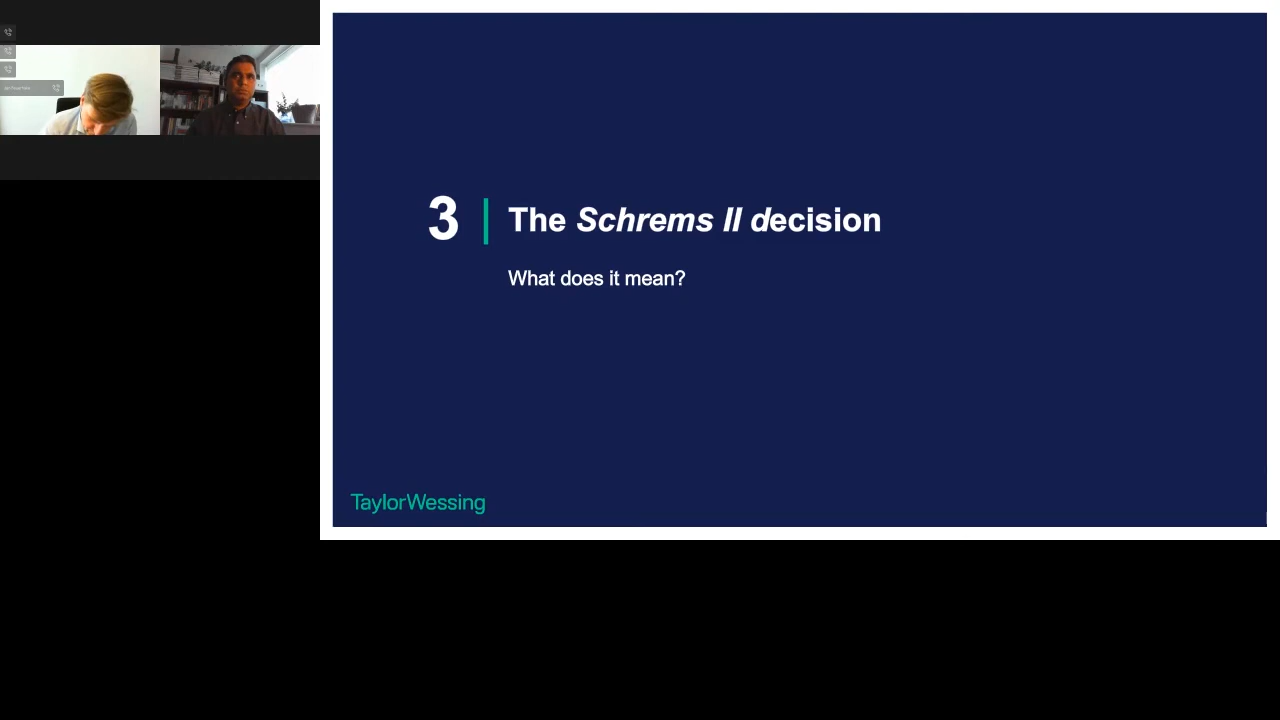 3
The Schrems II decision
What does it mean?
TaylorWessing